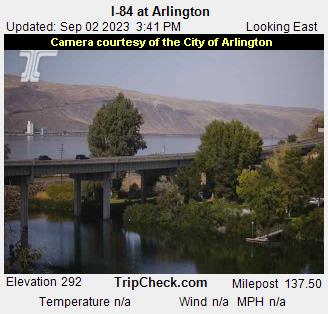 I-84 at Arlington
Updated: Sep 02 2023 3:41 PM Looking East
Camera courtesy of the City of Arlington
Elevation 292 TripCheck.com Milepost 137.50
Temperature n/a Wind n/a MPH n/a